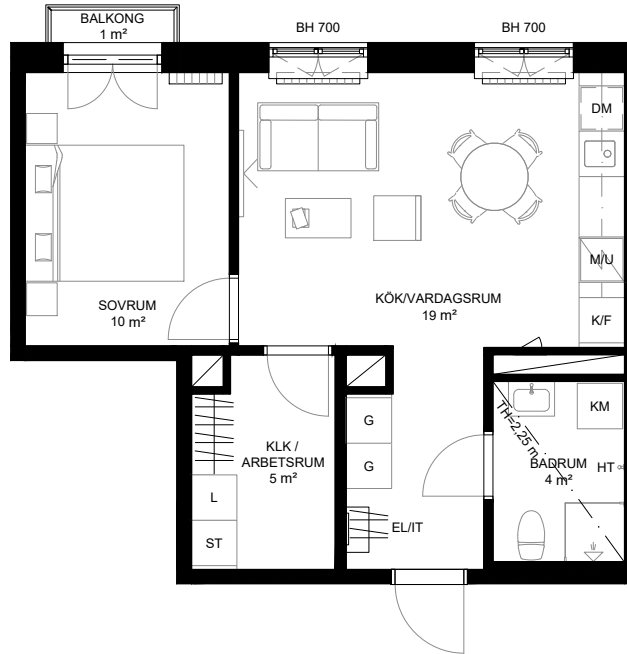 BALKONG
1 m²
BH 700
BH 700
DM
M/U
K/F
SOVRUM
10 m²
KÖK/VARDAGSRUM
19 m²
KLK /
ARBETSRUM
5 m²
L
ST
G
G
EL/IT
TH=2,25 m
KM
BADRUM
4 m²
HT